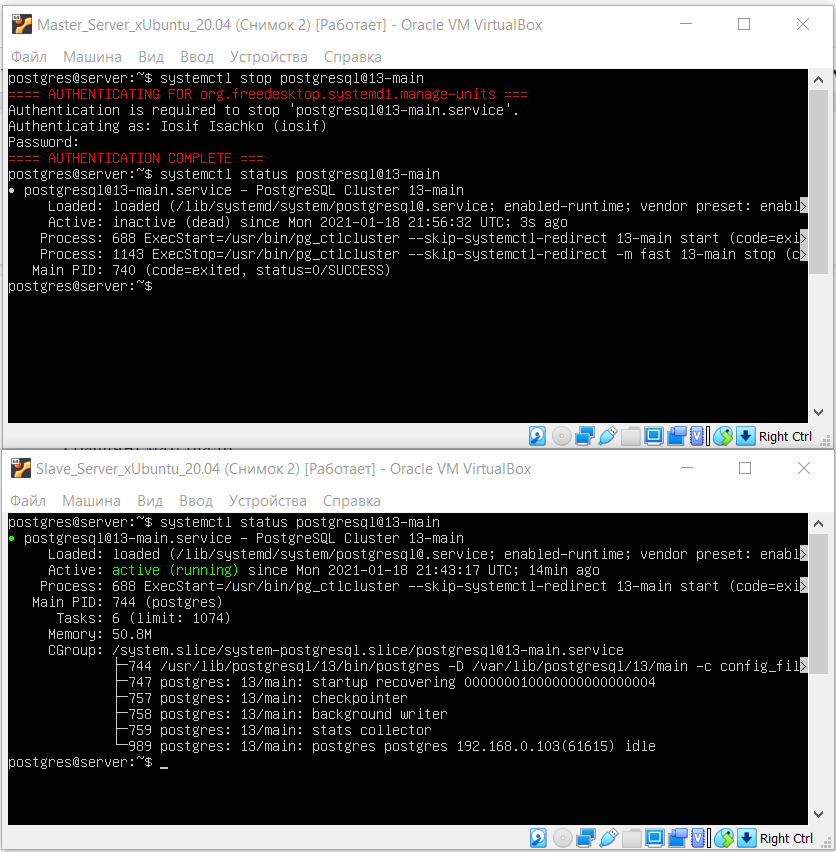 Master_Server_xUbuntu_20.04 (Снимок 2) [Работает] - Oracle VM VirtualBox
Файл Машина Вид Ввод Устройства Справка
postgres@server:~$ systemctl stop postgresql@13-main
==== AUTHENTICATING FOR org.freedesktop.systemd1.manage-units ===
Authentication is required to stop 'postgresql@13-main.service'.
Authenticating as: Iosif Isachko (iosif)
Password:
==== AUTHENTICATION COMPLETE ===
postgres@server:~$ systemctl status postgresql@13-main
● postgresql@13-main.service - PostgreSQL Cluster 13-main
Loaded: loaded (/lib/systemd/system/postgresql@.service; enabled-runtime; vendor preset: enabl>
Active: inactive (dead) since Mon 2021-01-18 21:56:32 UTC; 3s ago
Process: 688 ExecStart=/usr/bin/pg_ctlcluster --skip-systemctl-redirect 13-main start (code=exi>
Process: 1143 ExecStop=/usr/bin/pg_ctlcluster --skip-systemctl-redirect -m fast 13-main stop (c>
Main PID: 740 (code=exited, status=0/SUCCESS)
postgres@server:~$
Right Ctrl
Slave_Server_xUbuntu_20.04 (Снимок 2) [Работает] - Oracle VM VirtualBox
Файл Машина Вид Ввод Устройства Справка
postgres@server:~$ systemctl status postgresql@13-main
● postgresql@13-main.service - PostgreSQL Cluster 13-main
Loaded: loaded (/lib/systemd/system/postgresql@.service; enabled-runtime; vendor preset: enabl>
Active: active (running) since Mon 2021-01-18 21:43:17 UTC; 14min ago
Process: 688 ExecStart=/usr/bin/pg_ctlcluster --skip-systemctl-redirect 13-main start (code=exi>
Main PID: 744 (postgres)
Tasks: 6 (limit: 1074)
Memory: 50.8M
CGroup: /system.slice/system-postgresql.slice/postgresql@13-main.service
├─744 /usr/lib/postgresql/13/bin/postgres -D /var/lib/postgresql/13/main -c config_fil>
├─747 postgres: 13/main: startup recovering 000000010000000000000004
├─757 postgres: 13/main: checkpointer
├─758 postgres: 13/main: background writer
├─759 postgres: 13/main: stats collector
└─989 postgres: 13/main: postgres postgres 192.168.0.103(61615) idle
postgres@server:~$ _
Right Ctrl